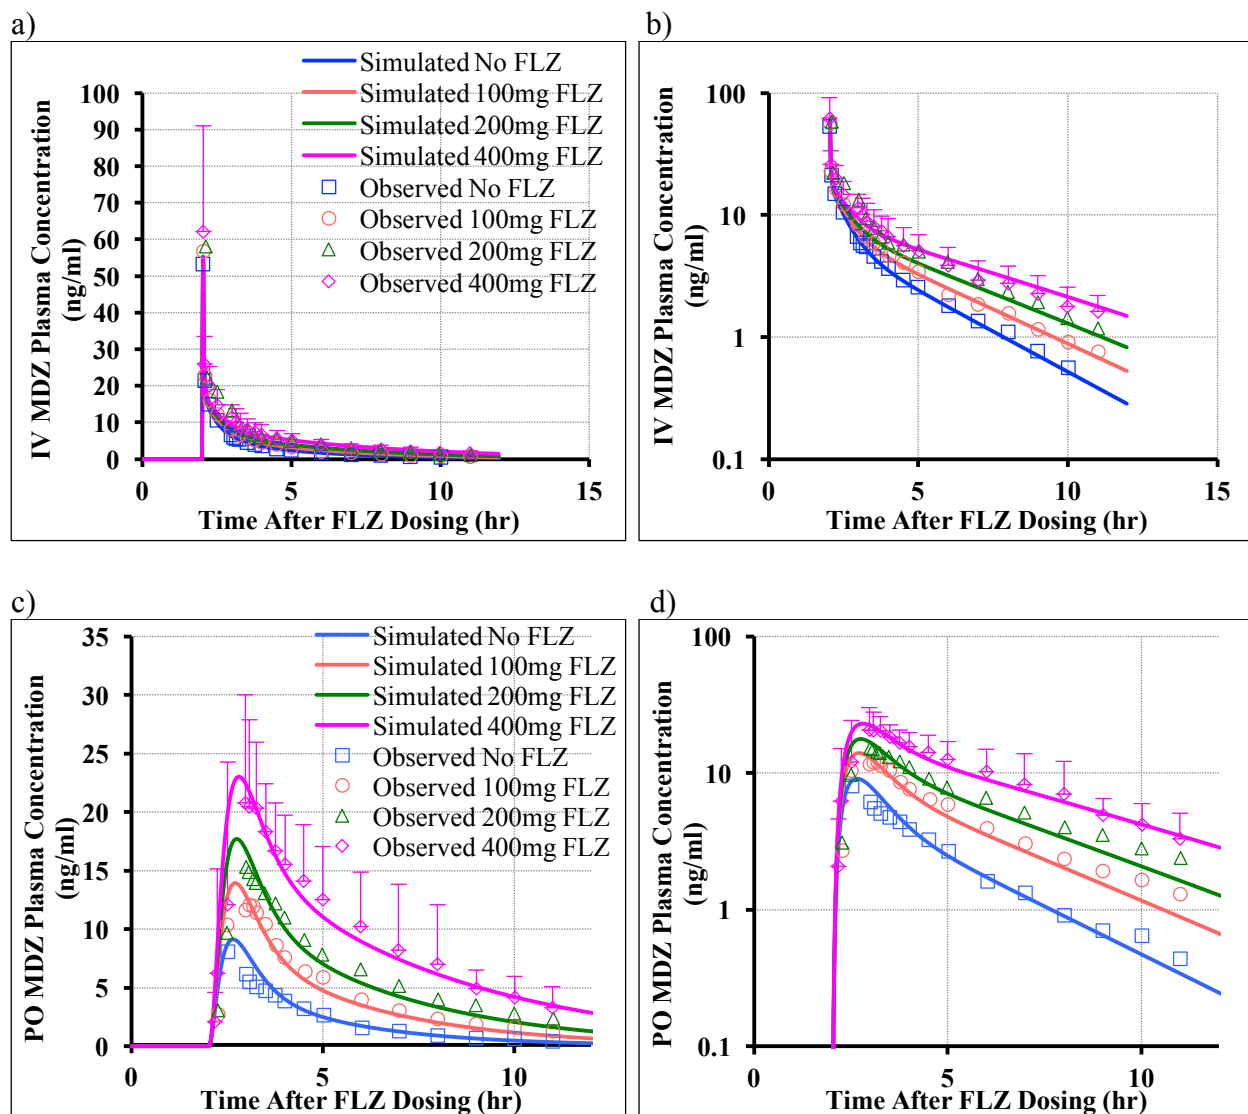 a)
IV MDZ Plasma Concentration
(ng/ml)
100
90
80
70
60
50
40
30
20
10
0
0 5 10 15
Time After FLZ Dosing (hr)
Simulated No FLZ
Simulated 100mg FLZ
Simulated 200mg FLZ
Simulated 400mg FLZ
Observed No FLZ
Observed 100mg FLZ
Observed 200mg FLZ
Observed 400mg FLZ
b)
IV MDZ Plasma Concentration
(ng/ml)
100
10
1
0.1
0 5 10 15
Time After FLZ Dosing (hr)
c)
PO MDZ Plasma Concentration
(ng/ml)
35
30
25
20
15
10
5
0
0 5 10
Time After FLZ Dosing (hr)
Simulated No FLZ
Simulated 100mg FLZ
Simulated 200mg FLZ
Simulated 400mg FLZ
Observed No FLZ
Observed 100mg FLZ
Observed 200mg FLZ
Observed 400mg FLZ
d)
PO MDZ Plasma Concentration
(ng/ml)
100
10
1
0.1
0 5 10
Time After FLZ Dosing (hr)